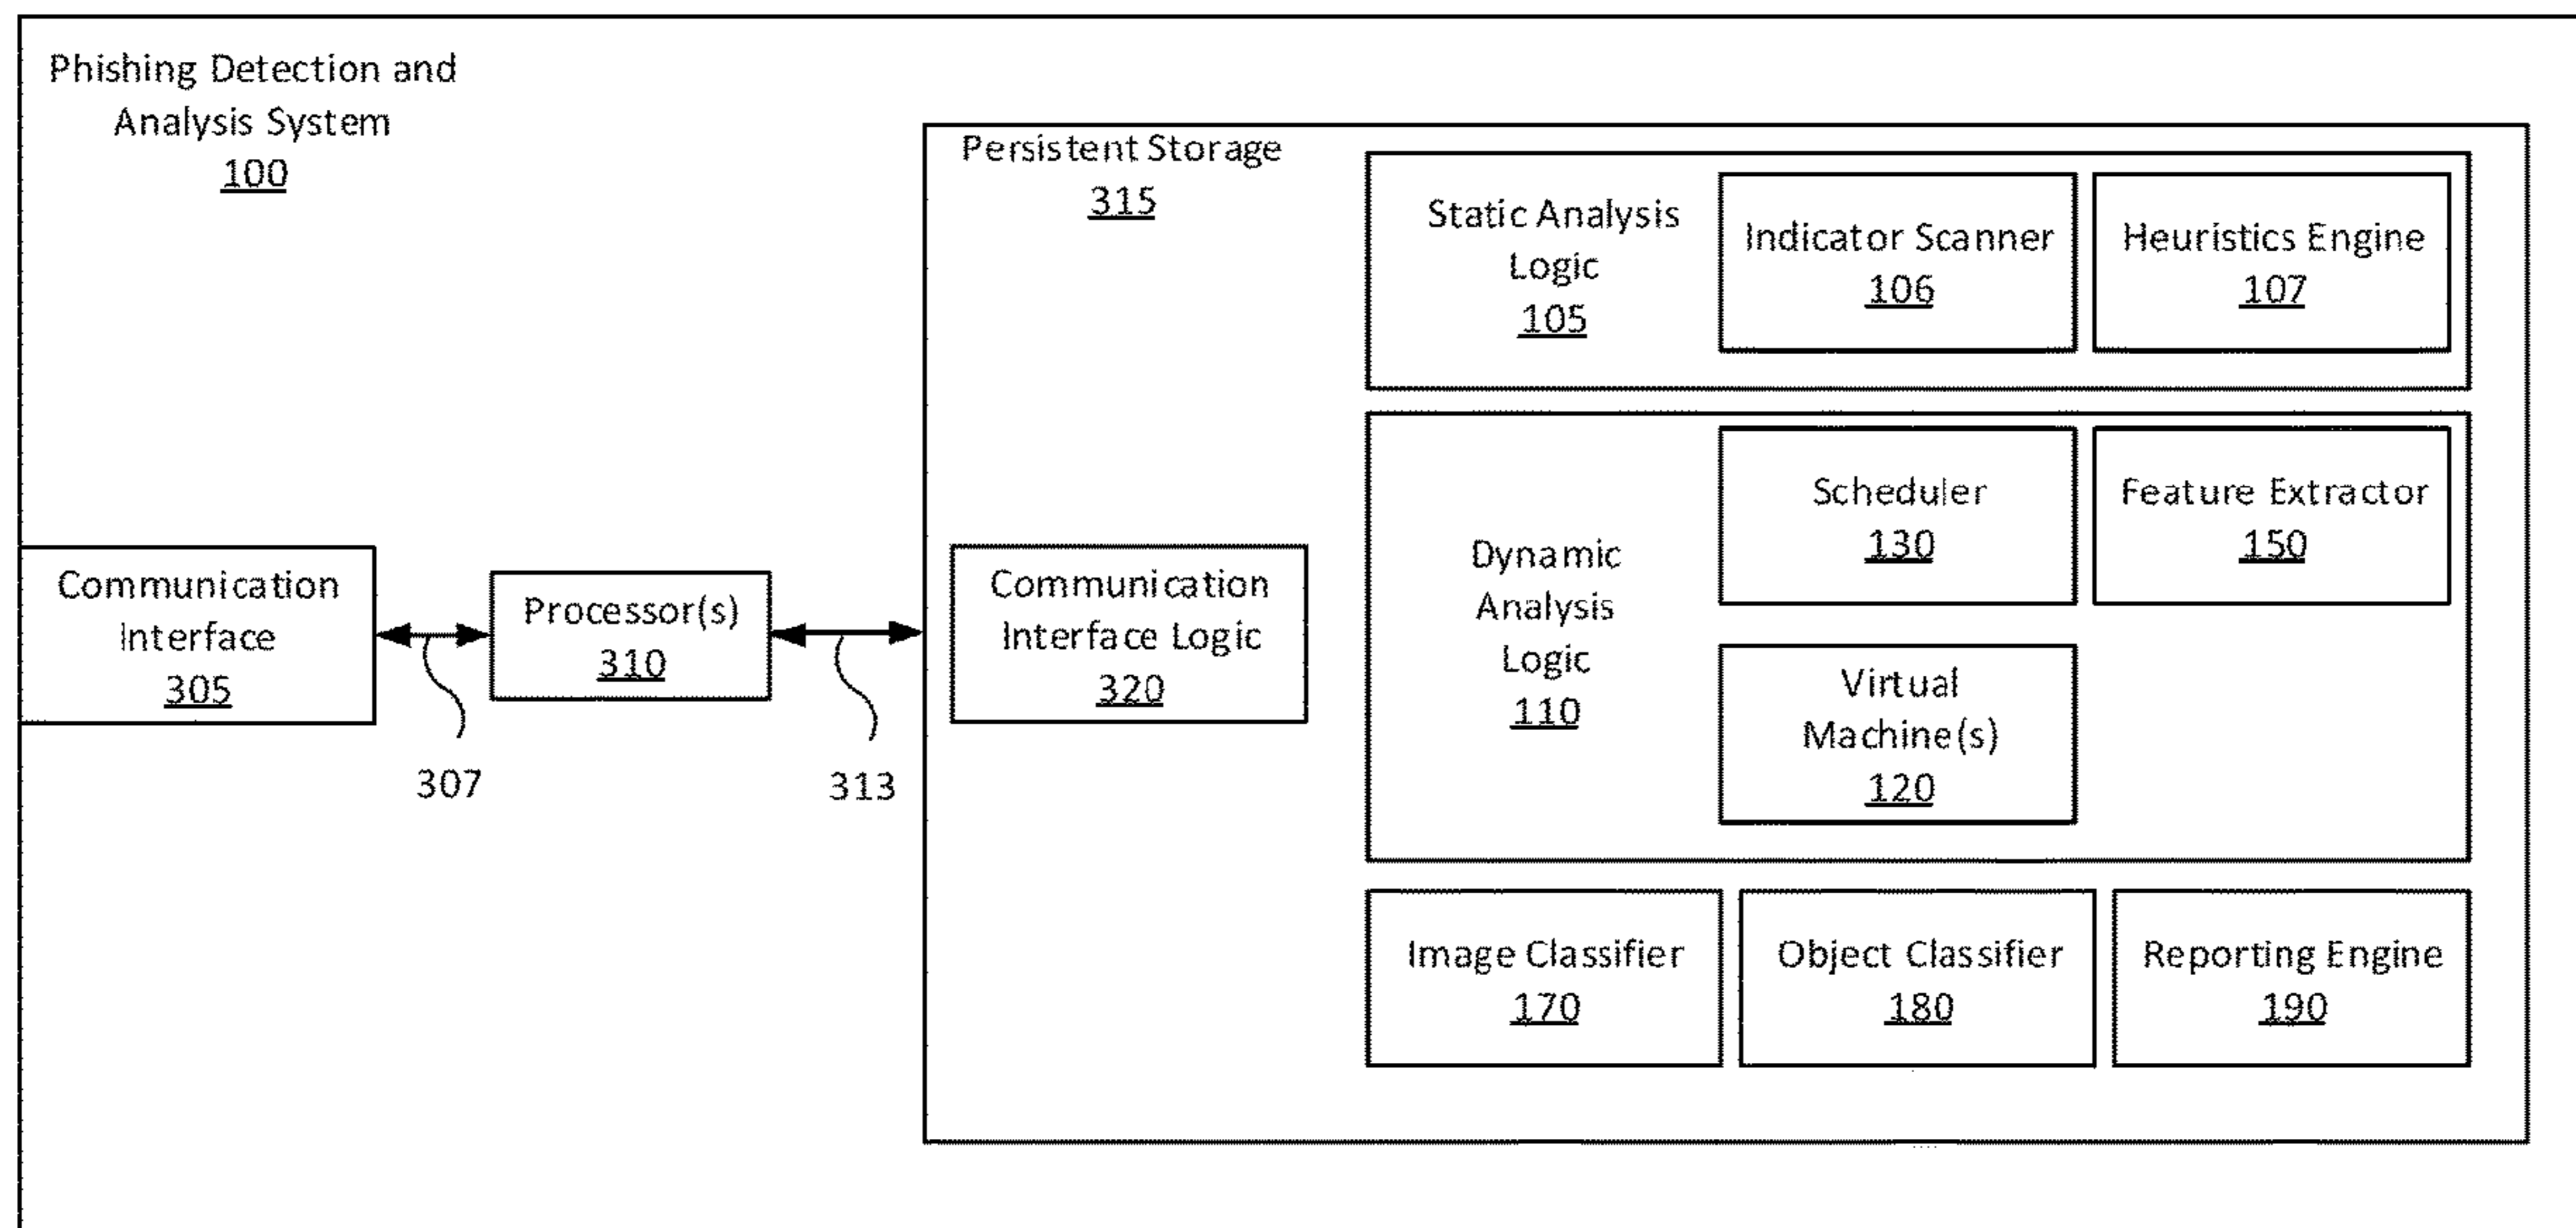 Phishing Detection and
Analysis System
100
Persistent Storage
315
Static Analysis
Logic
105
Indicator Scanner
106
Heuristics Engine
107
Communication
Interface
305
307
Processor(s)
310
313
Communication
Interface Logic
320
Dynamic
Analysis
Logic
110
Scheduler
130
Feature Extractor
150
Virtual
Machine(s)
120
Image Classifier
170
Object Classifier
180
Reporting Engine
190